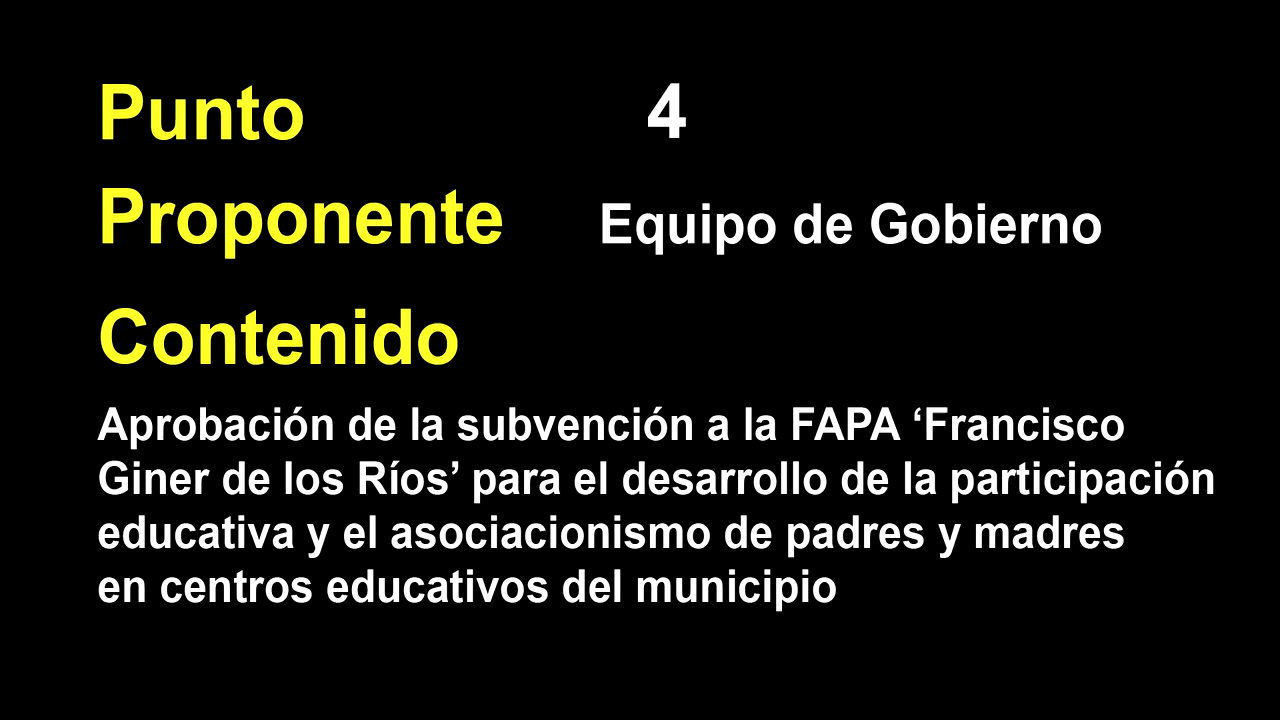 Punto 4
Proponente Equipo de Gobierno
Contenido
Aprobación de la subvención a la FAPA ‘Francisco
Giner de los Ríos’ para el desarrollo de la participación
educativa y el asociacionismo de padres y madres
en centros educativos del municipio